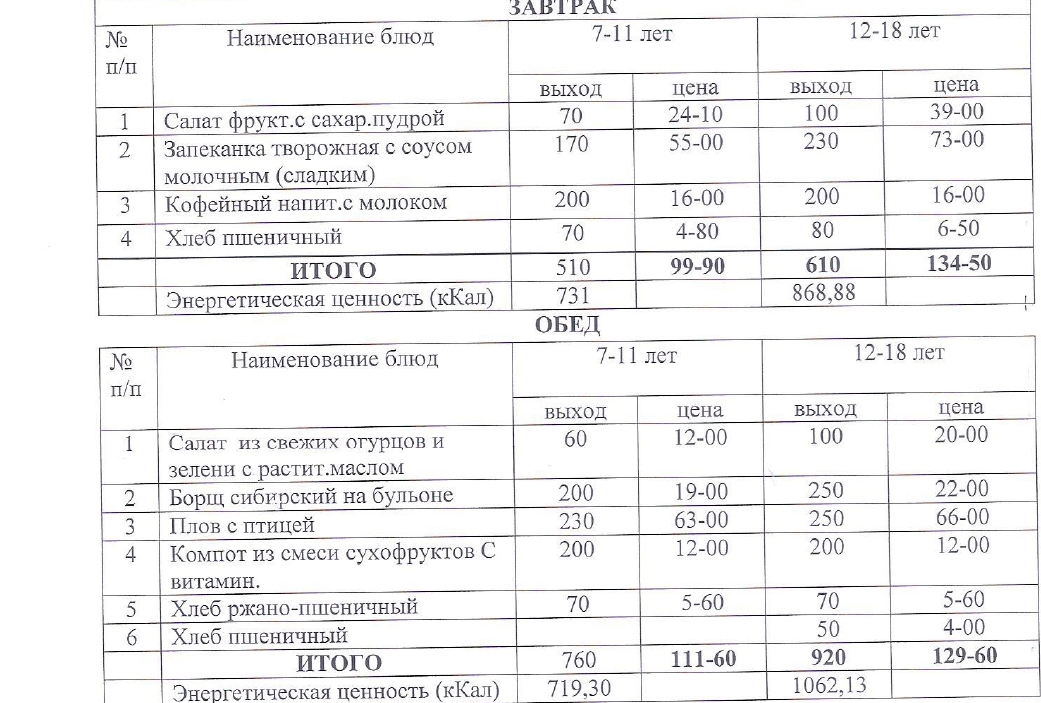 ЗАВТРАК
№ п/п Наименование блюд 7-11 лет 12-18 лет
выход цена выход цена
1 Салат фрукт.с сахар.пудрой 70 24-10 100 39-00
2 Запеканка творожная с соусом 170 55-00 230 73-00
молочным (сладким)
3 Кофейный напит.с молоком 200 16-00 200 16-00
4 Хлеб пшеничный 70 4-80 80 6-50
ИТОГО 510 99-90 610 134-50
Энергетическая ценность (кКал) 731 868,88
ОБЕД
№ п/п Наименование блюд 7-11 лет 12-18 лет
выход цена выход цена
1 Салат из свежих огурцов и 60 12-00 100 20-00
зелени с растит.маслом
2 Борщ сибирский на бульоне 200 19-00 250 22-00
3 Плов с птицей 230 63-00 250 66-00
4 Компот из смеси сухофруктов С 200 12-00 200 12-00
витамин.
5 Хлеб ржано-пшеничный 70 5-60 70 5-60
6 Хлеб пшеничный 50 4-00
ИТОГО 760 111-60 920 129-60
Энергетическая ценность (кКал) 719,30 1062,13